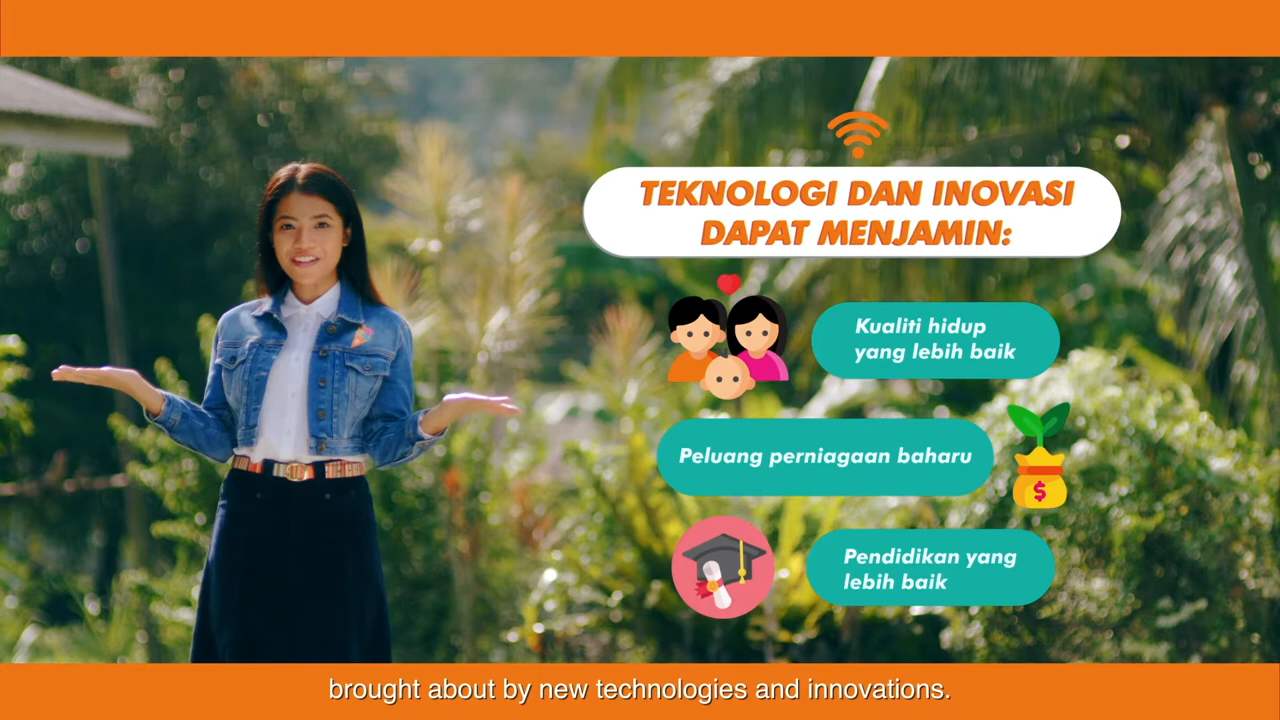 TEKNOLOGI DAN INOVASI
DAPAT MENJAMIN:
Kualiti hidup
yang lebih baik
Peluang perniagaan baharu
$
Pendidikan yang
lebih baik
brought about by new technologies and innovations.